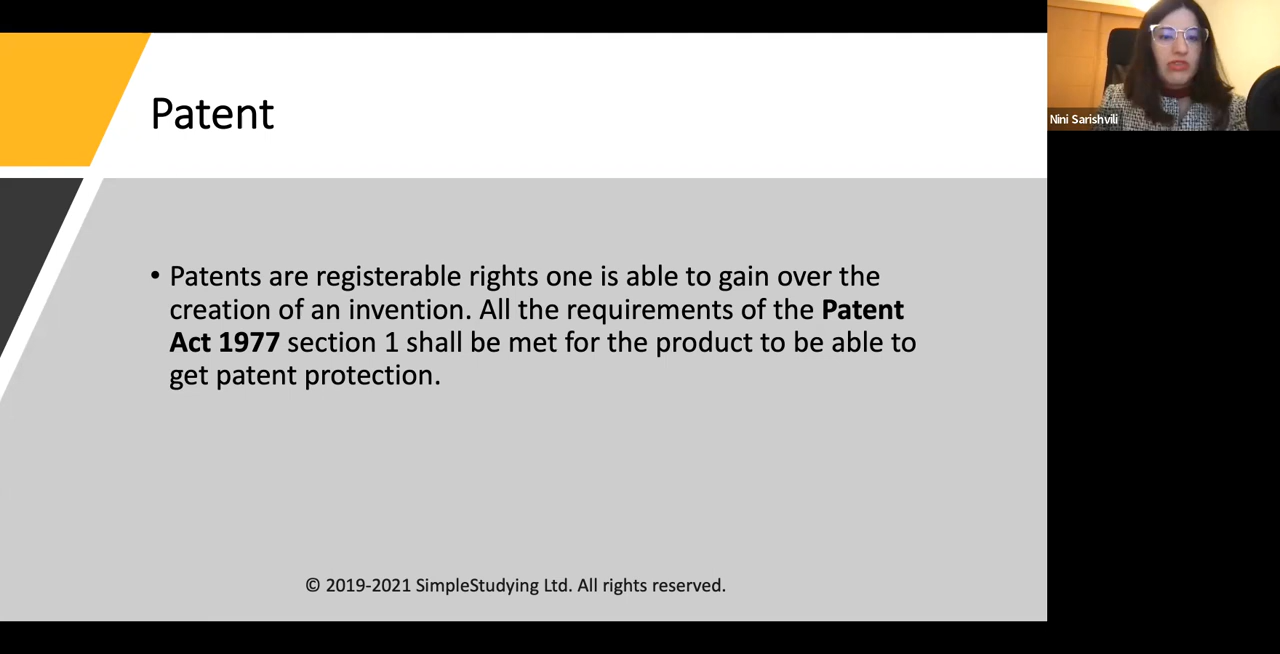 Patent
Nini Sarishvili
• Patents are registerable rights one is able to gain over the
creation of an invention. All the requirements of the Patent
Act 1977 section 1 shall be met for the product to be able to
get patent protection.
© 2019-2021 SimpleStudying Ltd. All rights reserved.